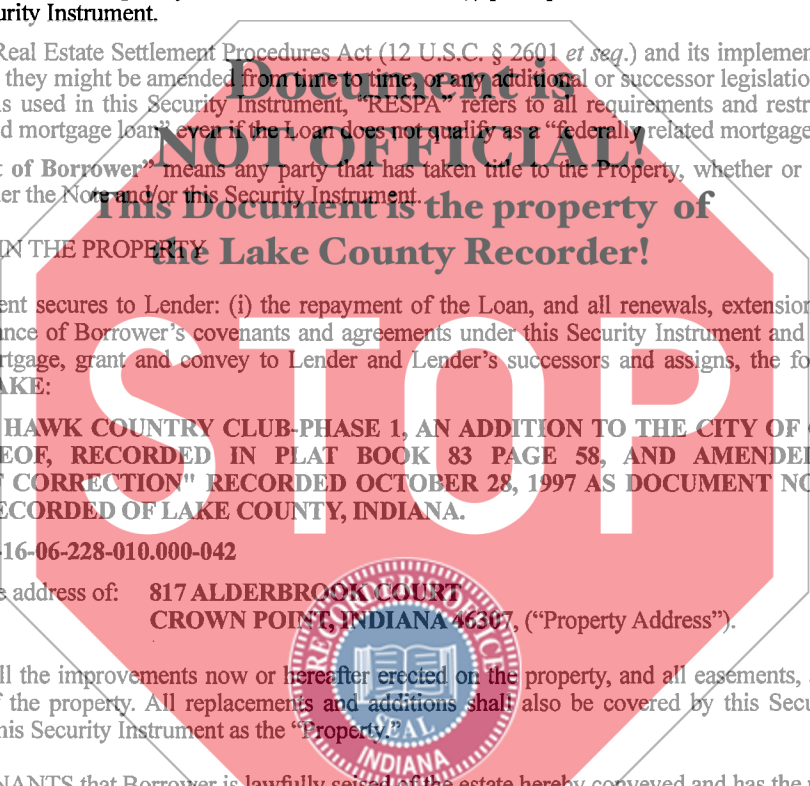 urity Instrument.
Real Estate Settlement Procedures Act (12 U.S.C. § 2601 et seq.) and its implemen
they might be amended from time to time, or any additional or successor legislatio
s used in this Security Instrument, “RESPA” refers to all requirements and restr
d mortgage loan” even if the Loan does not qualify as a “federally related mortgage
Document is
NOT OFFICIAL!
This Document is the property of
the Lake County Recorder!
t of Borrower” means any party that has taken title to the Property, whether or
er the Note and/or this Security Instrument.
IN THE PROPERTY
ent secures to Lender: (i) the repayment of the Loan, and all renewals, extension
nce of Borrower’s covenants and agreements under this Security Instrument and
rtgage, grant and convey to Lender and Lender’s successors and assigns, the fo
AKE:
STOP
HAWK COUNTRY CLUB-PHASE 1, AN ADDITION TO THE CITY OF
EOF, RECORDED IN PLAT BOOK 83 PAGE 58, AND AMENDE
CORRECTION" RECORDED OCTOBER 28, 1997 AS DOCUMENT NO
ECORDED OF LAKE COUNTY, INDIANA.
-16-06-228-010.000-042
e address of: 817 ALDERBROOK COURT
CROWN POINT, INDIANA 46307, (“Property Address”).
RECORDER'S OFFICE
SEAL
INDIANA
ll the improvements now or hereafter erected on the property, and all easements,
f the property. All replacements and additions shall also be covered by this Secu
his Security Instrument as the “Property.”
NANTS that Borrower is lawfully seised of the estate hereby conveyed and has the